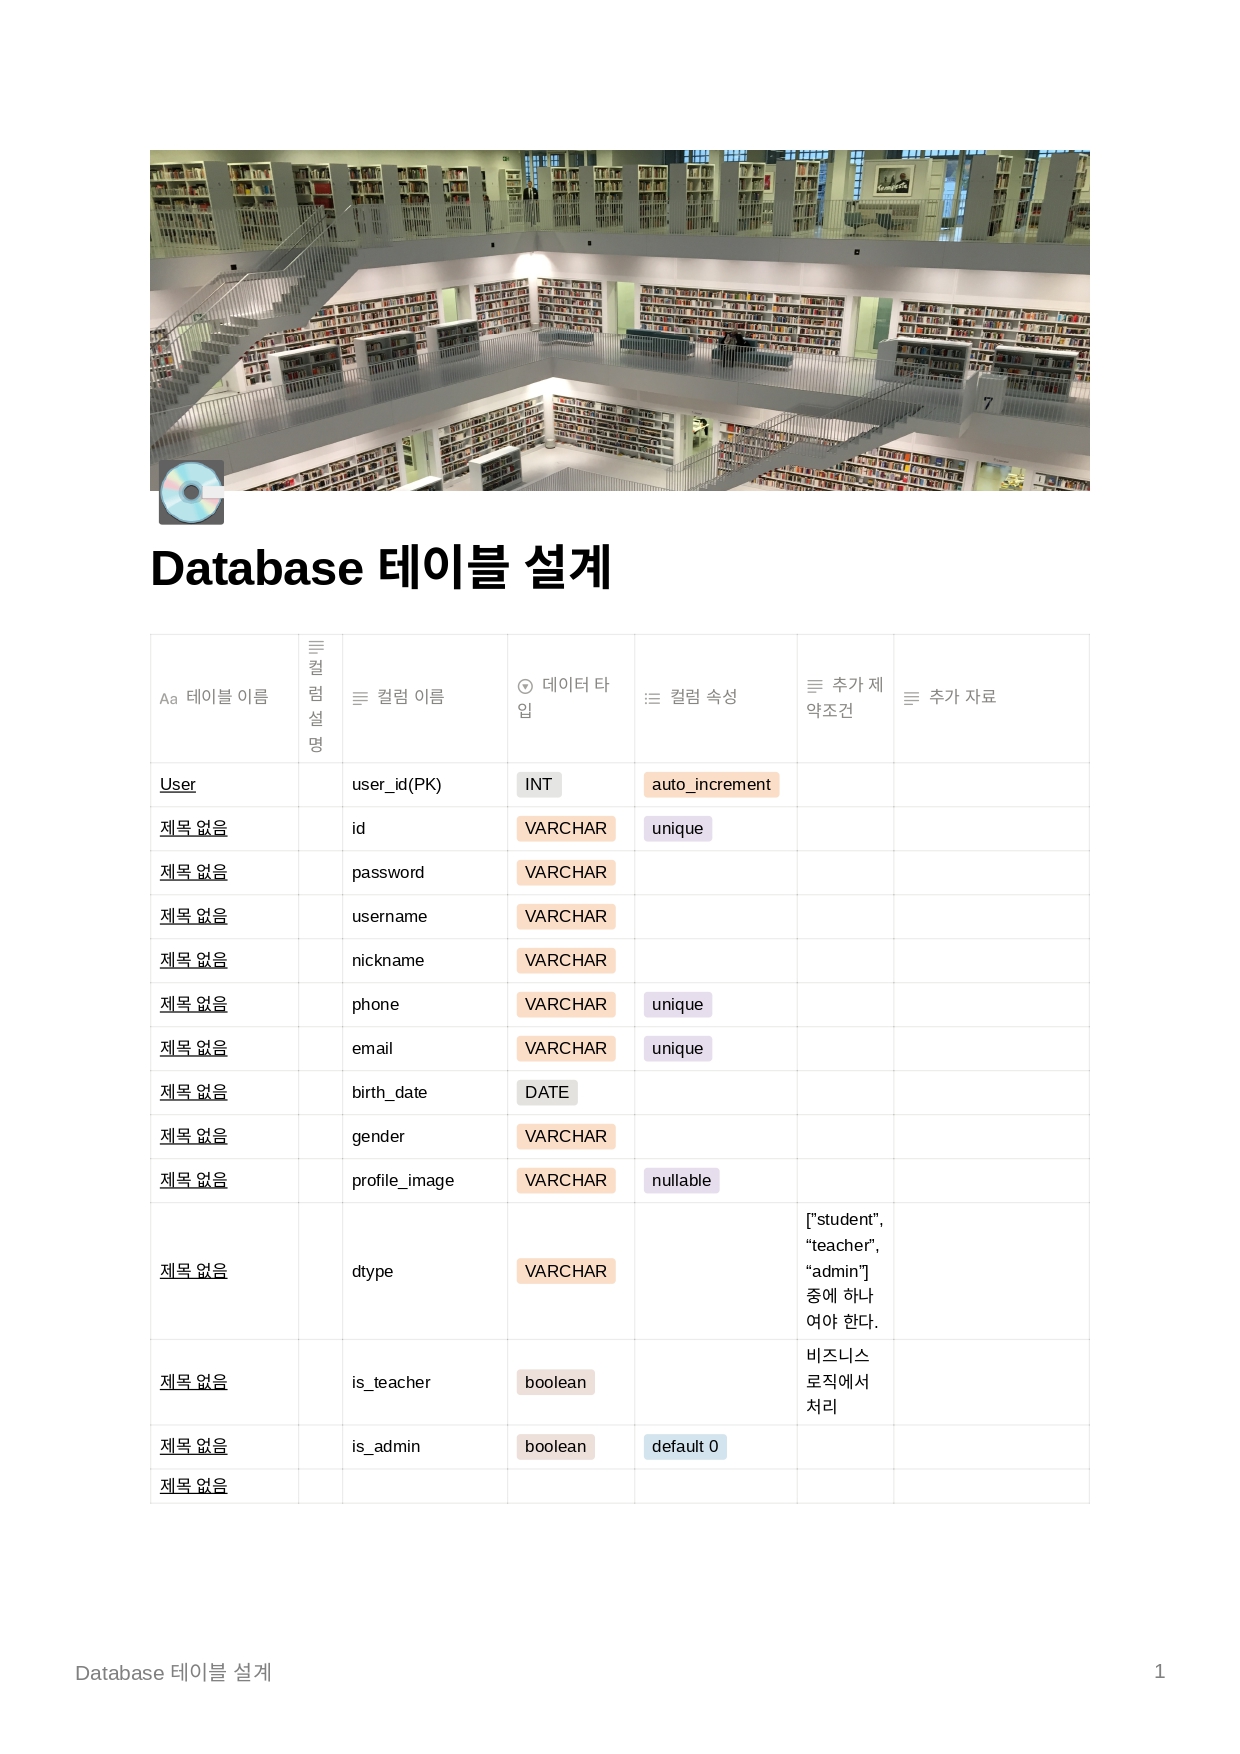 7
Database 테이블 설계
Aa 테이블 이름
컬
럼
설
명
컬럼 이름
데이터 타
입
컬럼 속성
추가 제
약조건
추가 자료
User user_id(PK) INT auto_increment
제목 없음 id VARCHAR unique
제목 없음 password VARCHAR
제목 없음 username VARCHAR
제목 없음 nickname VARCHAR
제목 없음 phone VARCHAR unique
제목 없음 email VARCHAR unique
제목 없음 birth_date DATE
제목 없음 gender VARCHAR
제목 없음 profile_image VARCHAR nullable
제목 없음 dtype VARCHAR
["student”,
“teacher”,
“admin”]
중에 하나
여야 한다.
제목 없음 is_teacher boolean
비즈니스
로직에서
처리
제목 없음 is_admin boolean default 0
제목 없음
Database 테이블 설계 1